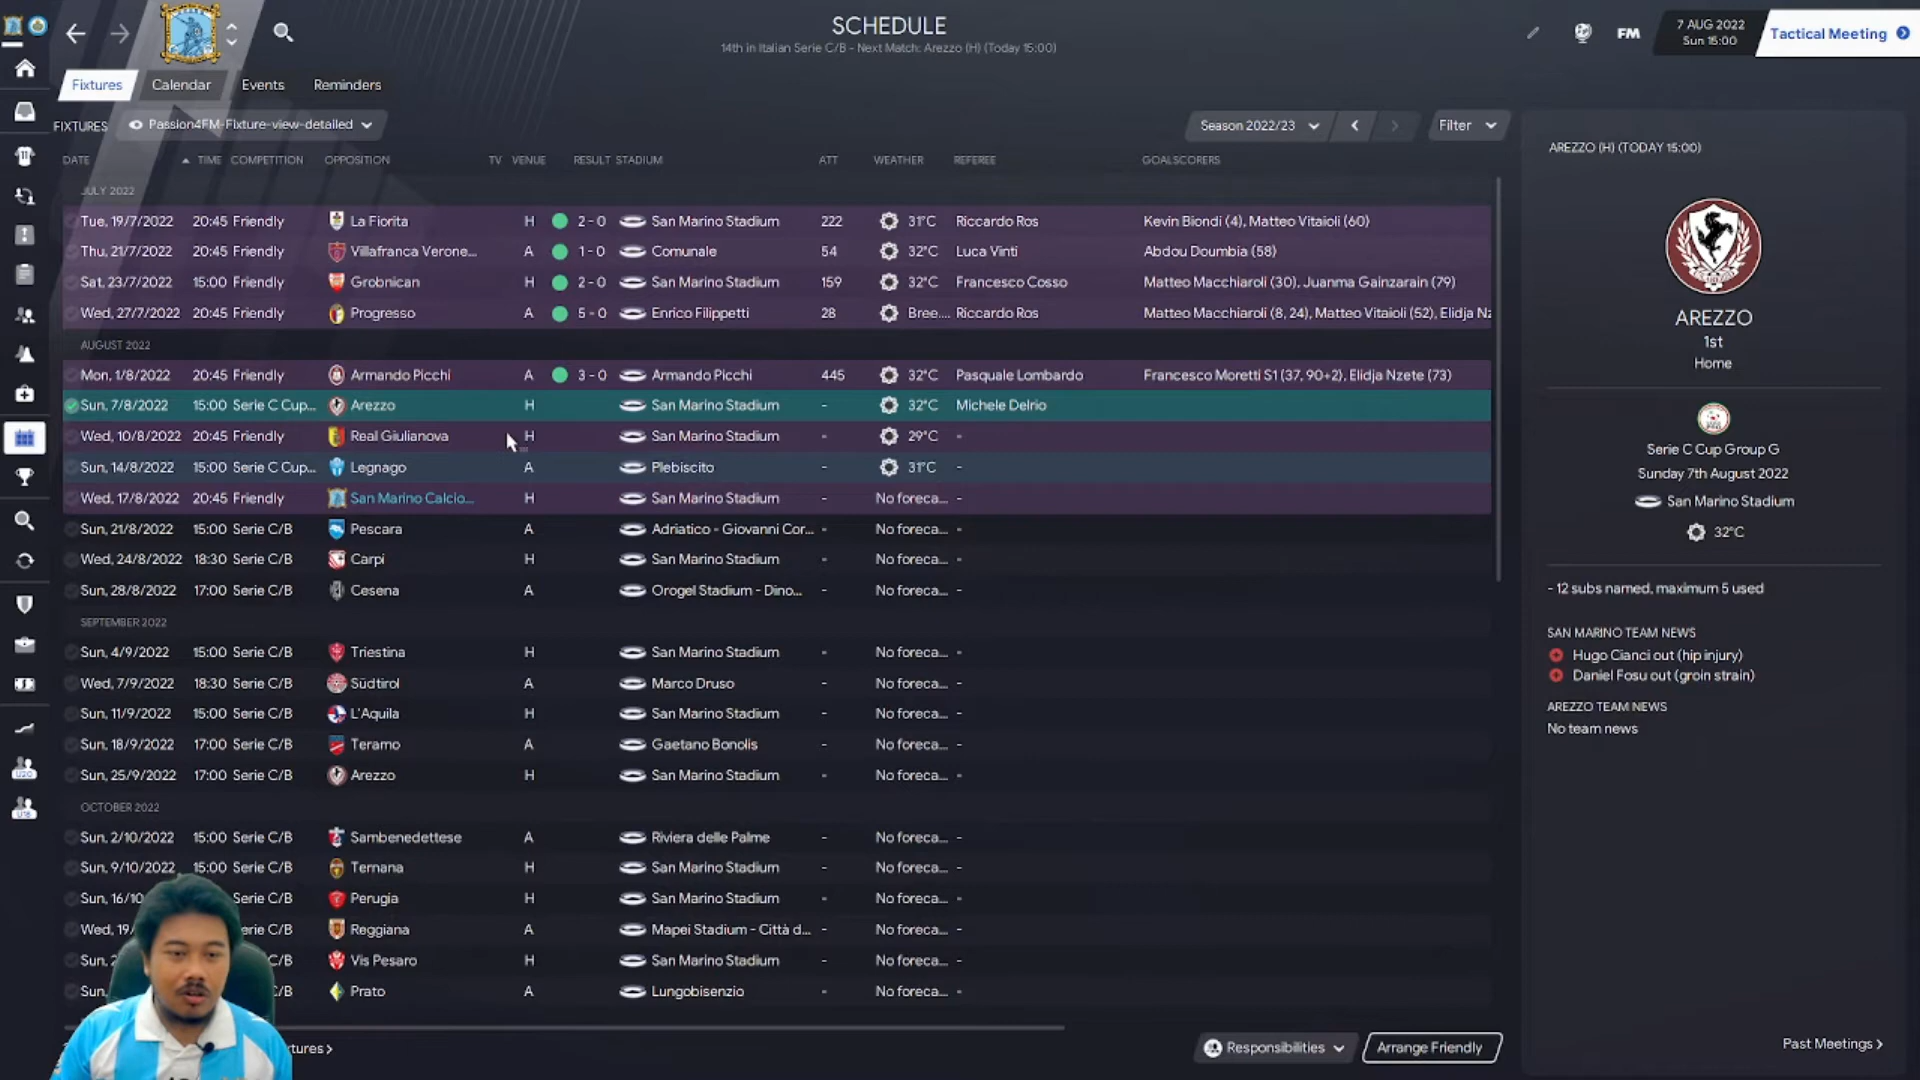 SCHEDULE
14th in Italian Serie C/B - Next Match: Arezzo (H) (Today 15:00)
FM
7 AUG 2022
Sun 15:00
Tactical Meeting
Fixtures Calendar Events Reminders
FIXTURES Passion4FM-Fixture-view-detailed Season 2022/23 Filter
DATE TIME COMPETITION OPPOSITION TV VENUE RESULT STADIUM ATT WEATHER REFEREE GOALSCORERS
JULY 2022
Tue, 19/7/2022 20:45 Friendly La Fiorita H 2 - 0 San Marino Stadium 222 31°C Riccardo Ros Kevin Biondi (4), Matteo Vitaioli (60)
Thu, 21/7/2022 20:45 Friendly Villafranca Verone... A 1 - 0 Comunale 54 32°C Luca Vinti Abdou Doumbia (58)
Sat, 23/7/2022 15:00 Friendly Grobnican H 2 - 0 San Marino Stadium 159 32°C Francesco Cosso Matteo Macchiaroli (30), Juanma Gainzarain (79)
Wed, 27/7/2022 20:45 Friendly Progresso A 5 - 0 Enrico Filippetti 28 Bree.... Riccardo Ros Matteo Macchiaroli (8, 24), Matteo Vitaioli (52), Elidja Nz
AUGUST 2022
Mon, 1/8/2022 20:45 Friendly Armando Picchi A 3 - 0 Armando Picchi 445 32°C Pasquale Lombardo Francesco Moretti S1 (37, 90+2), Elidja Nzete (73)
Sun, 7/8/2022 15:00 Serie C Cup... Arezzo H San Marino Stadium - 32°C Michele Delrio
Wed, 10/8/2022 20:45 Real Giulianova H San Marino Stadium - 29°C -
Sun, 14/8/2022 15:00 Serie C Cup... Legnago A Plebiscito - 31°C -
Wed, 17/8/2022 20:45 Friendly San Marino Calcio... H San Marino Stadium - No foreca... -
Sun, 21/8/2022 15:00 Serie C/B Pescara A Adriatico - Giovanni Cor... - No foreca... -
Wed, 24/8/2022 18:30 Serie C/B Carpi H San Marino Stadium - No foreca... -
Sun, 28/8/2022 17:00 Serie C/B Cesena A Orogel Stadium - Dino... - No foreca... -
SEPTEMBER 2022
Sun, 4/9/2022 15:00 Serie C/B Triestina H San Marino Stadium - No foreca... -
Wed, 7/9/2022 18:30 Serie C/B Südtirol A Marco Druso - No foreca... -
Sun, 11/9/2022 15:00 Serie C/B L'Aquila H San Marino Stadium - No foreca... -
Sun, 18/9/2022 17:00 Serie C/B Teramo A Gaetano Bonolis - No foreca... -
Sun, 25/9/2022 17:00 Serie C/B Arezzo H San Marino Stadium - No foreca... -
OCTOBER 2022
Sun, 2/10/2022 15:00 Serie C/B Sambenedettese A Riviera delle Palme - No foreca... -
Sun, 9/10/2022 15:00 Serie C/B Ternana H San Marino Stadium - No foreca... -
Sun, 16/10 erie C/B Perugia H San Marino Stadium - No foreca... -
Wed, 19/ erie C/B Reggiana A Mapei Stadium - Città d... - No foreca... -
Sun, 2 C/B Vis Pesaro H San Marino Stadium - No foreca... -
Sun, C/B Prato A Lungobisenzio - No foreca... -
xtures >
Responsibilities
Arrange Friendly
AREZZO (H) (TODAY 15:00)
AREZZO
1st
Home
Serie C Cup Group G
Sunday 7th August 2022
San Marino Stadium
32°C
- 12 subs named, maximum 5 used
SAN MARINO TEAM NEWS
Hugo Cianci out (hip injury)
Daniel Fosu out (groin strain)
AREZZO TEAM NEWS
No team news
Past Meetings >
U20
U18